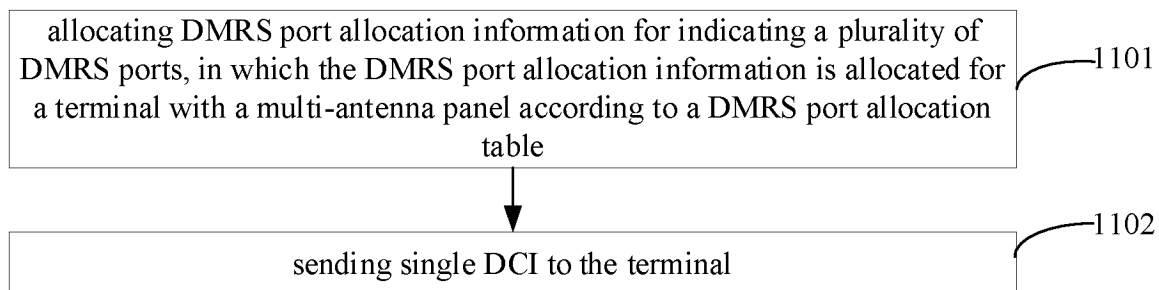 allocating DMRS port allocation information for indicating a plurality of
DMRS ports, in which the DMRS port allocation information is allocated for
a terminal with a multi-antenna panel according to a DMRS port allocation
table
1101
sending single DCI to the terminal
1102